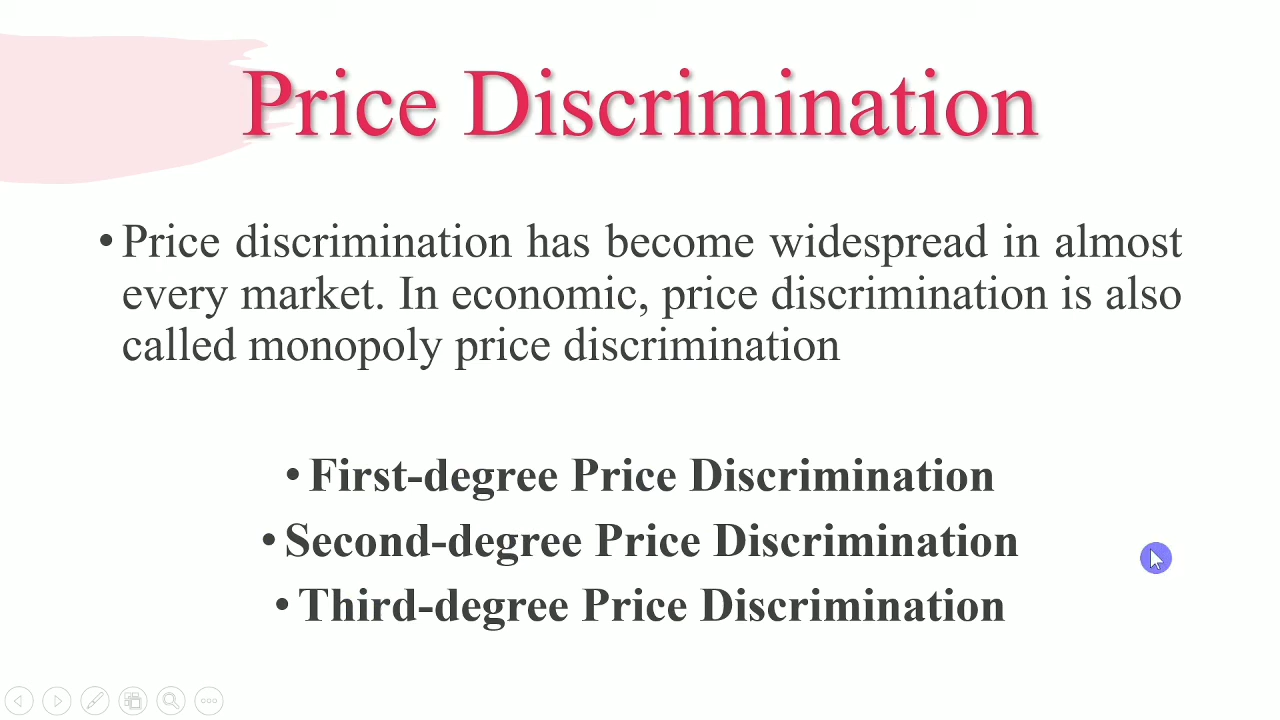 Price Discrimination
• Price discrimination has become widespread in almost
every market. In economic, price discrimination is also
called monopoly price discrimination
• First-degree Price Discrimination
• Second-degree Price Discrimination
• Third-degree Price Discrimination